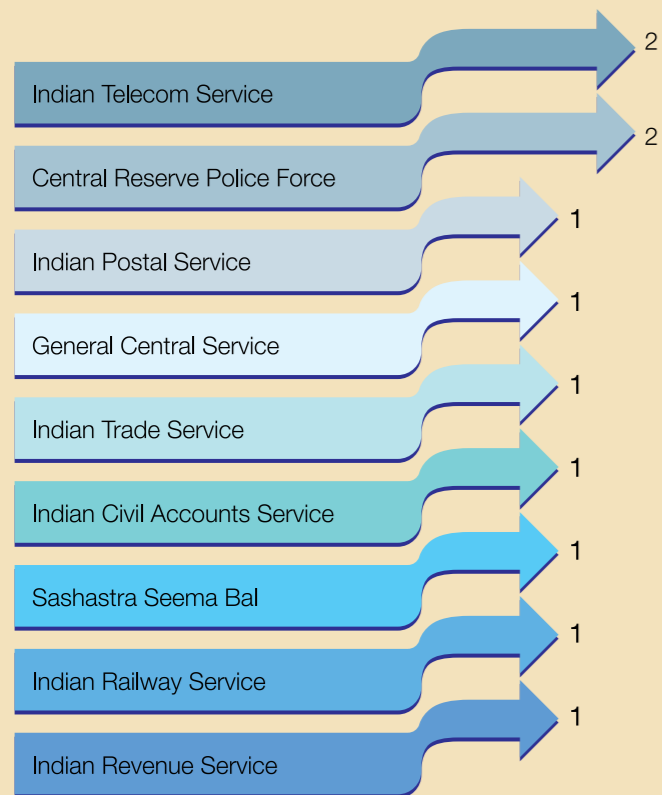 Indian Telecom Service 2
Central Reserve Police Force 2
Indian Postal Service 1
General Central Service 1
Indian Trade Service 1
Indian Civil Accounts Service 1
Sashastra Seema Bal 1
Indian Railway Service 1
Indian Revenue Service 1